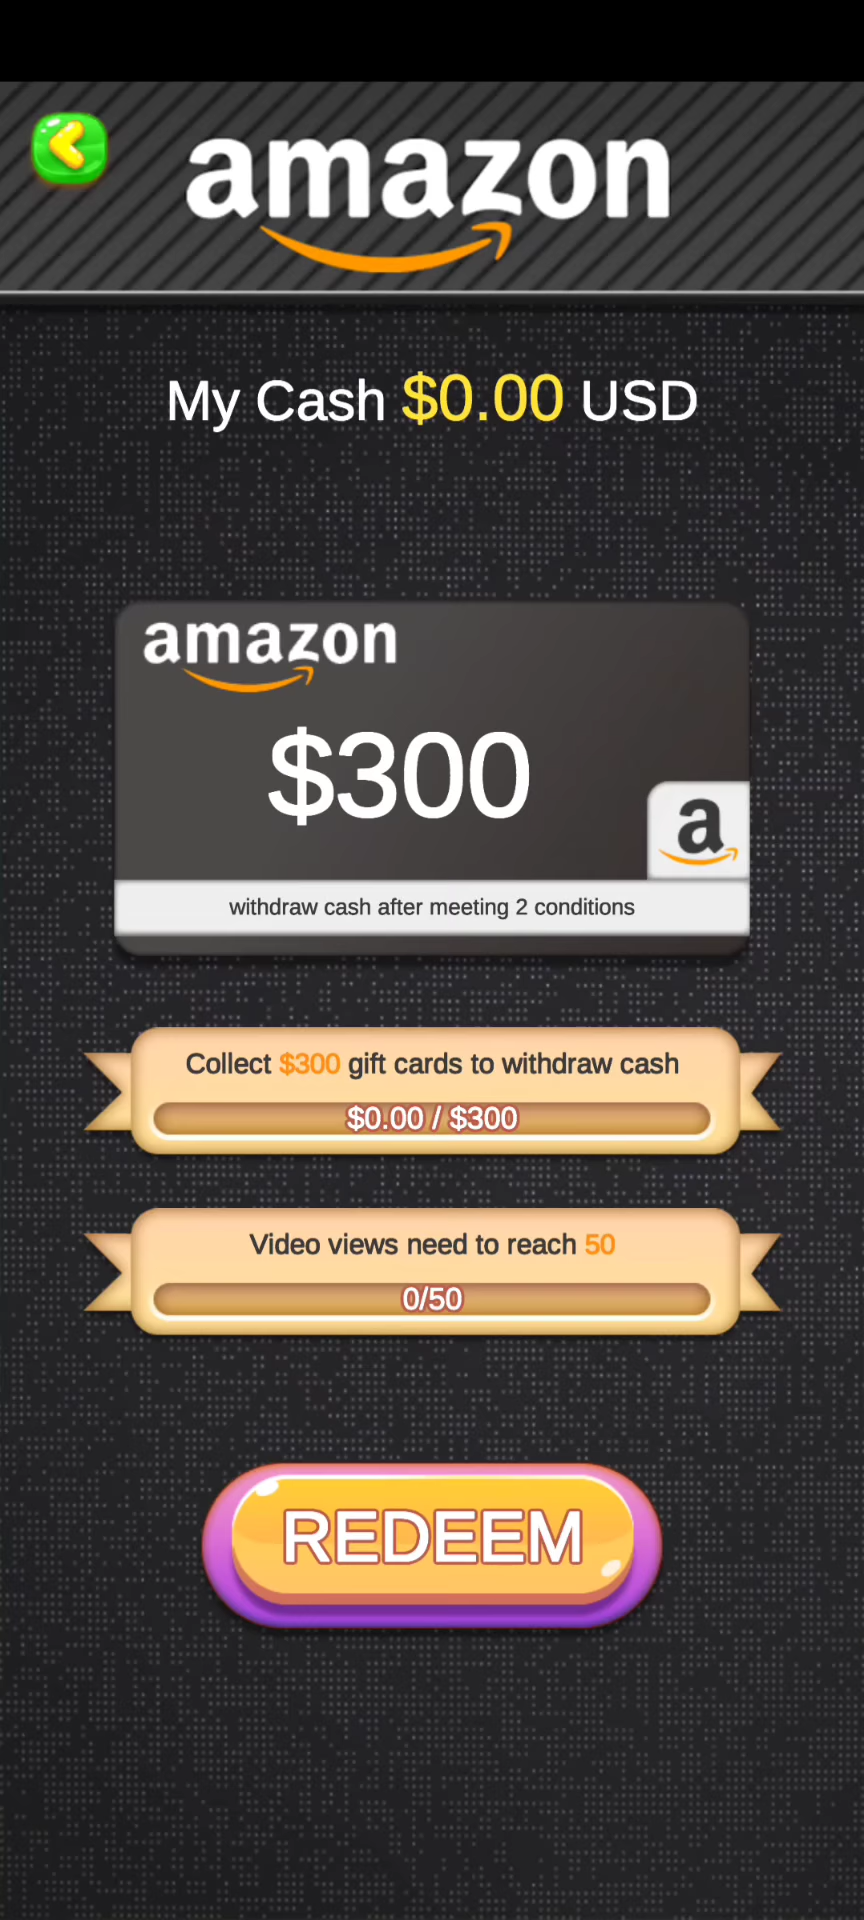 amazon
My Cash $0.00 USD
amazon
$300
a
withdraw cash after meeting 2 conditions
Collect $300 gift cards to withdraw cash
$0.00 / $300
Video views need to reach 50
0/50
REDEEM